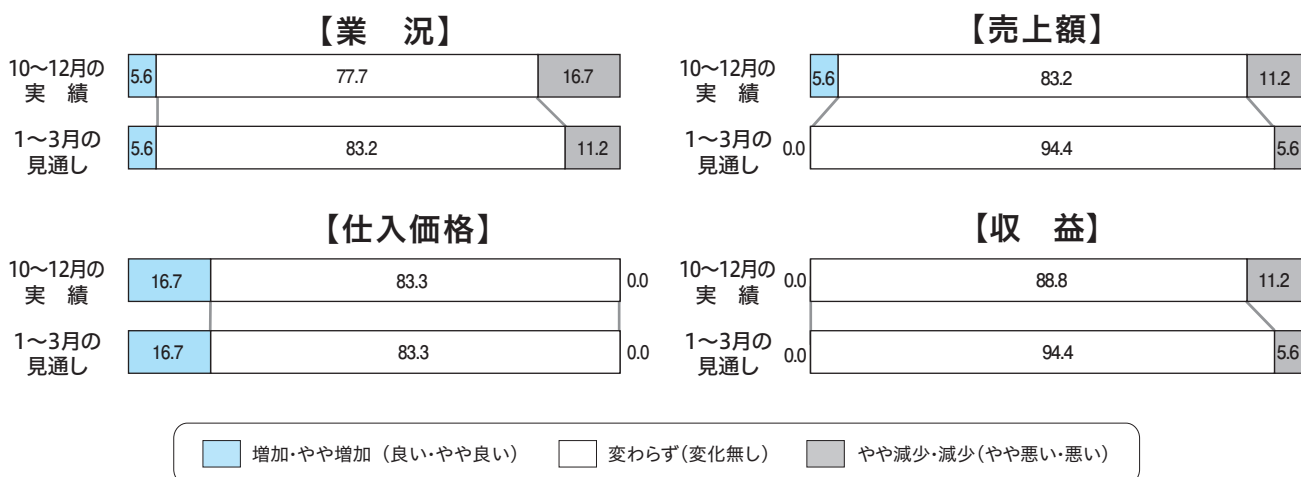 【業　況】
10〜12月の
実　績
5.6 77.7 16.7
1〜3月の
見通し
5.6 83.2 11.2
【売上額】
10〜12月の
実　績
5.6 83.2 11.2
1〜3月の
見通し
0.0 94.4 5.6
【仕入価格】
10〜12月の
実　績
16.7 83.3 0.0
1〜3月の
見通し
16.7 83.3 0.0
【収　益】
10〜12月の
実　績
0.0 88.8 11.2
1〜3月の
見通し
0.0 94.4 5.6
増加・やや増加（良い・やや良い） 変わらず（変化無し） やや減少・減少（やや悪い・悪い）